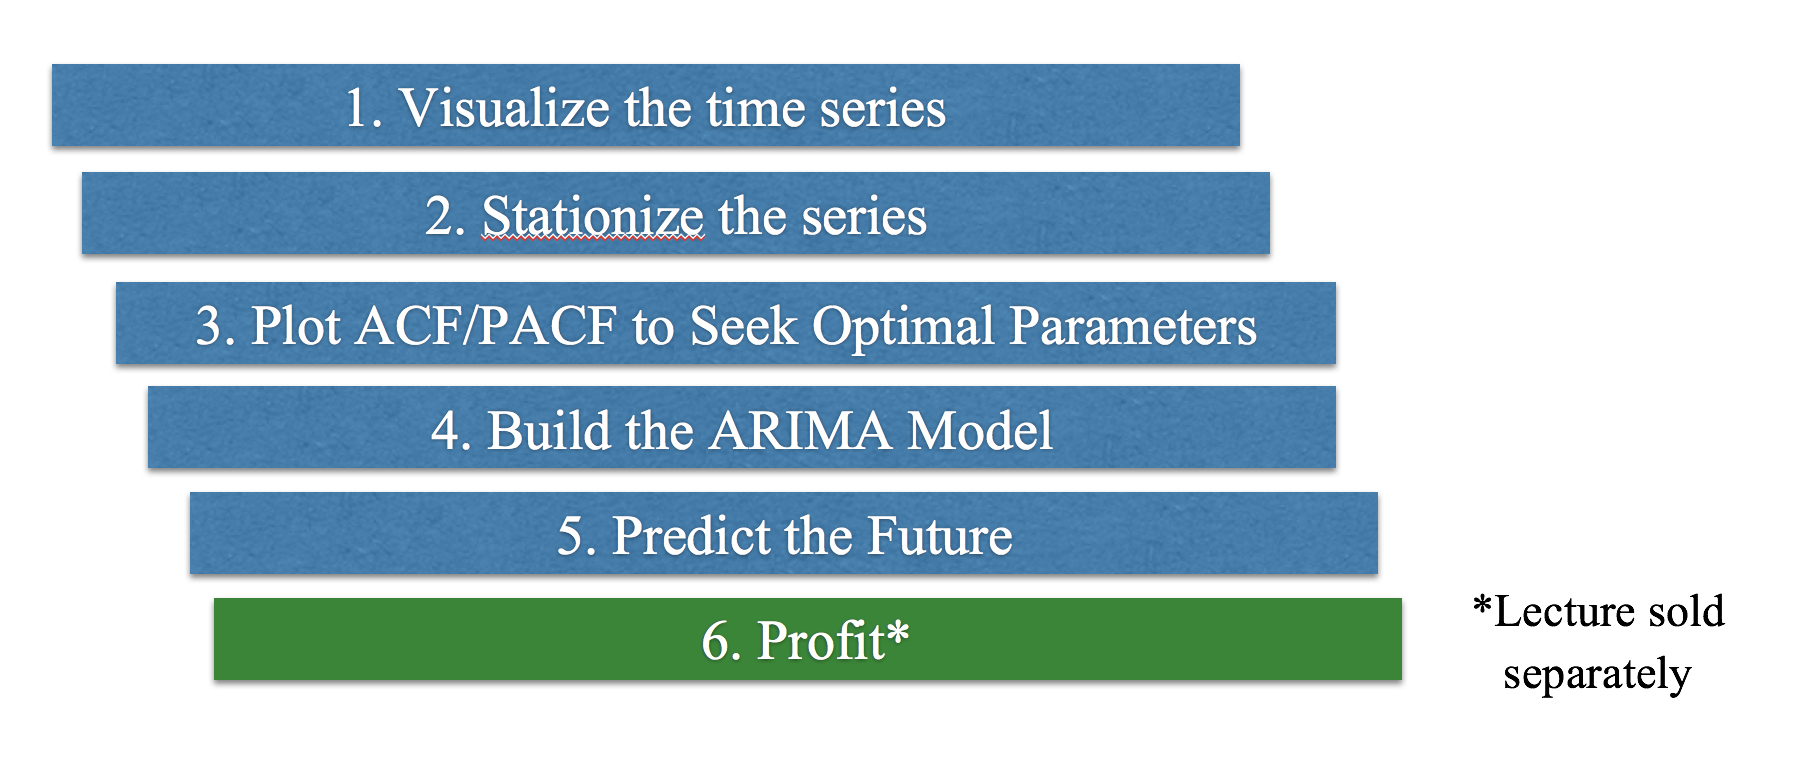 1. Visualize the time series
2. Stationize the series
3. Plot ACF/PACF to Seek Optimal Parameters
4. Build the ARIMA Model
5. Predict the Future
6. Profit*
*Lecture sold
separately